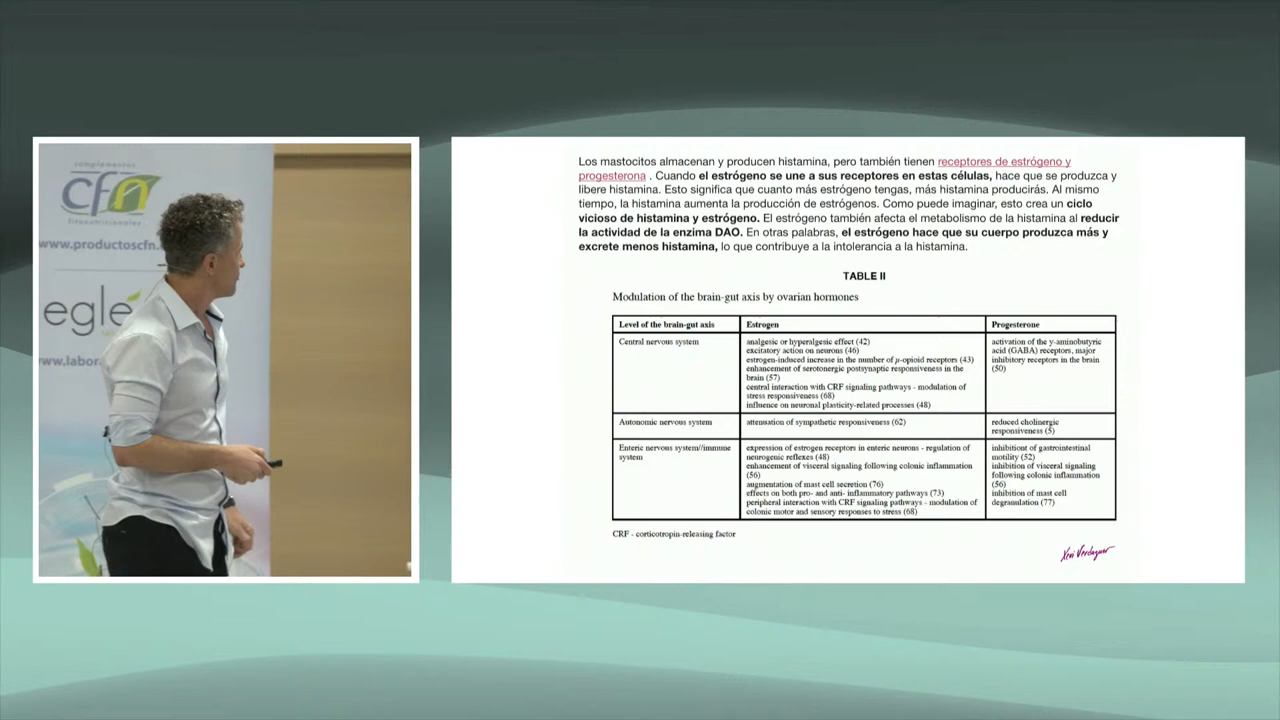 complementos
cfn
fitonutricionales
www.productoscfn.
egle
www.labor
Los mastocitos almacenan y producen histamina, pero también tienen receptores de estrógeno y
progesterona . Cuando el estrógeno se une a sus receptores en estas células, hace que se produzca y
libere histamina. Esto significa que cuanto más estrógeno tengas, más histamina producirás. Al mismo
tiempo, la histamina aumenta la producción de estrógenos. Como puede imaginar, esto crea un ciclo
vicioso de histamina y estrógeno. El estrógeno también afecta el metabolismo de la histamina al reducir
la actividad de la enzima DAO. En otras palabras, el estrógeno hace que su cuerpo produzca más y
excrete menos histamina, lo que contribuye a la intolerancia a la histamina.
TABLE II
Modulation of the brain-gut axis by ovarian hormones
Level of the brain-gut axis Estrogen Progesterone
Central nervous system
analgesic or hyperalgesic effect (42)
excitatory action on neurons (46)
estrogen-induced increase in the number of μ-opioid receptors (43)
enhancement of serotonergic postsynaptic responsiveness in the
brain (57)
central interaction with CRF signaling pathways - modulation of
stress responsiveness (68)
influence on neuronal plasticity-related processes (48)
activation of the γ-aminobutyric
acid (GABA) receptors, major
inhibitory receptors in the brain
(50)
Autonomic nervous system
attenuation of sympathetic responsiveness (62)
reduced cholinergic
responsiveness (5)
Enteric nervous system//immune
system
expression of estrogen receptors in enteric neurons - regulation of
neurogenic reflexes (48)
enhancement of visceral signaling following colonic inflammation
(56)
augmentation of mast cell secretion (76)
effects on both pro- and anti- inflammatory pathways (73)
peripheral interaction with CRF signaling pathways - modulation of
colonic motor and sensory responses to stress (68)
inhibitiont of gastrointestinal
motility (52)
inhibition of visceral signaling
following colonic inflammation
(56)
inhibition of mast cell
degranulation (77)
CRF - corticotropin-releasing factor
Xevi Verdaguer